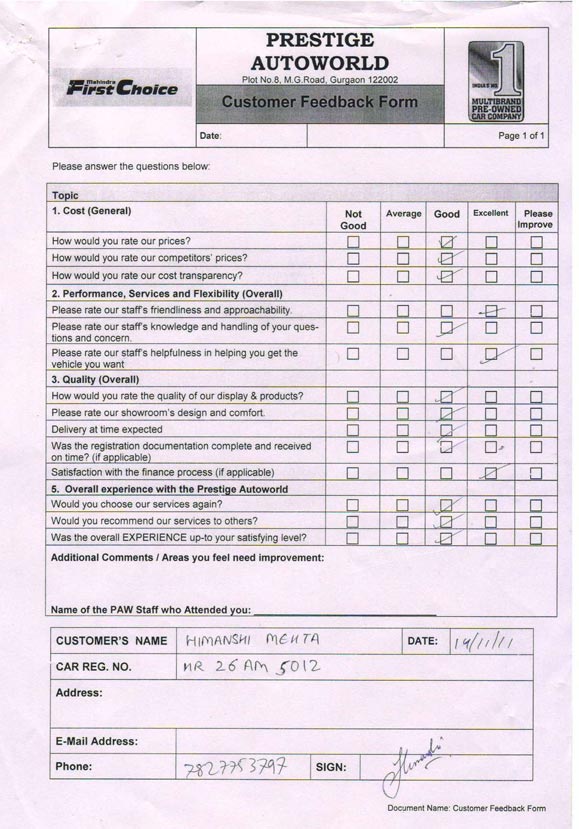 PRESTIGE
AUTOWORLD
Plot No.8, M.G.Road, Gurgaon 122002
Mahindra
First Choice
Customer Feedback Form
1
INDIA'S NO
MULTIBRAND
PRE-OWNED
CAR COMPANY
Date:
Page 1 of 1
Please answer the questions below:
Topic
1. Cost (General) Not Good Average Good Excellent Please Improve
How would you rate our prices?
How would you rate our competitors' prices?
How would you rate our cost transparency?
2. Performance, Services and Flexibility (Overall)
Please rate our staff's friendliness and approachability.
Please rate our staff's knowledge and handling of your ques-
tions and concern.
Please rate our staff's helpfulness in helping you get the
vehicle you want
3. Quality (Overall)
How would you rate the quality of our display & products?
Please rate our showroom's design and comfort.
Delivery at time expected
Was the registration documentation complete and received
on time? (if applicable)
Satisfaction with the finance process (if applicable)
5. Overall experience with the Prestige Autoworld
Would you choose our services again?
Would you recommend our services to others?
Was the overall EXPERIENCE up-to your satisfying level?
Additional Comments / Areas you feel need improvement:
Name of the PAW Staff who Attended you:
CUSTOMER'S NAME HIMANSHI MEHTA DATE: 14/11/11
CAR REG. NO. HR 26 AM 5012
Address:
E-Mail Address:
Phone: 7827753797 SIGN:
Document Name: Customer Feedback Form